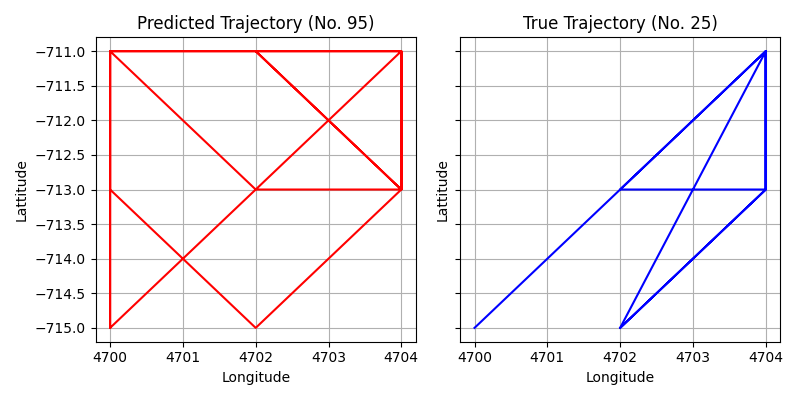 Predicted Trajectory (No. 95)
−711.0
−711.5
−712.0
−712.5
−713.0
−713.5
−714.0
−714.5
−715.0
Lattitude
4700 4701 4702 4703 4704
Longitude
True Trajectory (No. 25)
Lattitude
4700 4701 4702 4703 4704
Longitude